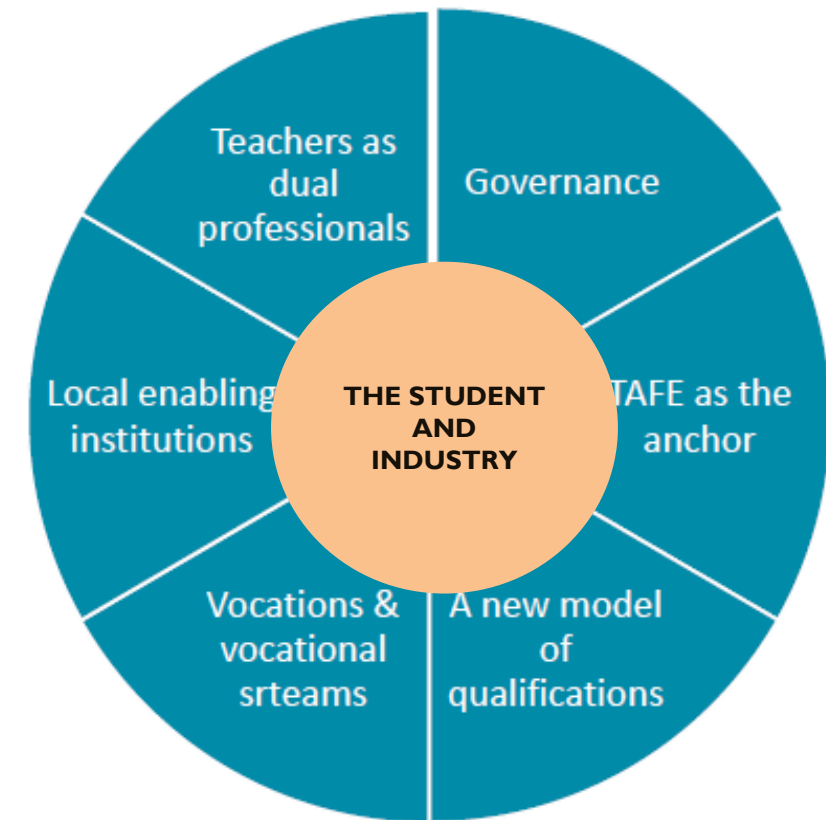 Teachers as
dual
professionals
Governance
Local enabling
institutions
THE STUDENT
AND
INDUSTRY
TAFE as the
anchor
Vocations &
vocational
srteams
A new model
of
qualifications